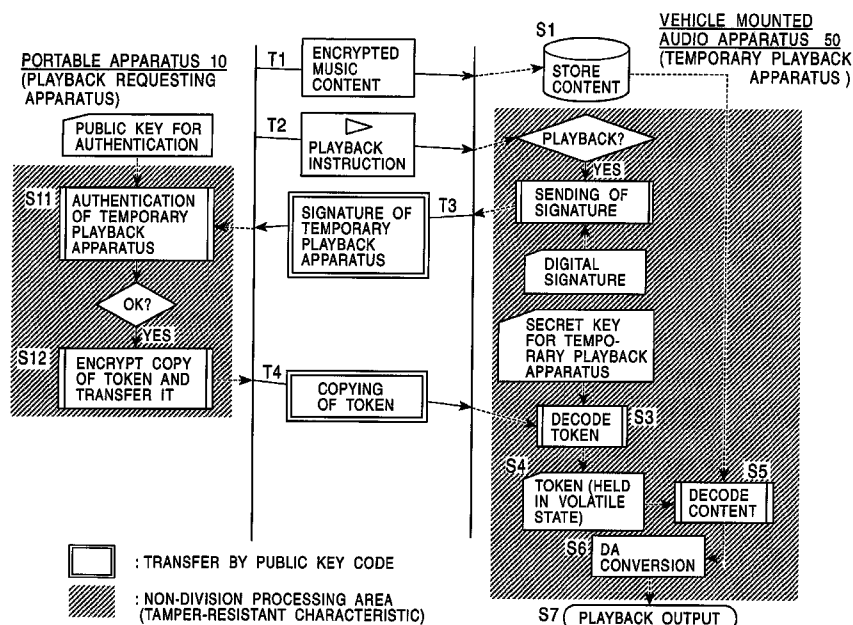 PORTABLE APPARATUS 10
(PLAYBACK REQUESTING
APPARATUS)
PUBLIC KEY FOR
AUTHENTICATION
S11
AUTHENTICATION
OF TEMPORARY
PLAYBACK
APPARATUS
OK?
YES
S12
ENCRYPT COPY
OF TOKEN AND
TRANSFER IT
T1
ENCRYPTED
MUSIC
CONTENT
T2
PLAYBACK
INSTRUCTION
T3
SIGNATURE OF
TEMPORARY
PLAYBACK
APPARATUS
T4
COPYING
OF TOKEN
VEHICLE MOUNTED
AUDIO APPARATUS 50
(TEMPORARY PLAYBACK
APPARATUS )
S1
STORE
CONTENT
PLAYBACK?
YES
SENDING OF
SIGNATURE
DIGITAL
SIGNATURE
SECRET KEY
FOR TEMPO-
RARY PLAYBACK
APPARATUS
DECODE
TOKEN
S3
S4
TOKEN (HELD
IN VOLATILE
STATE)
S5
DECODE
CONTENT
S6
DA
CONVERSION
S7
PLAYBACK OUTPUT
: TRANSFER BY PUBLIC KEY CODE
: NON-DIVISION PROCESSING AREA
(TAMPER-RESISTANT CHARACTERISTIC)